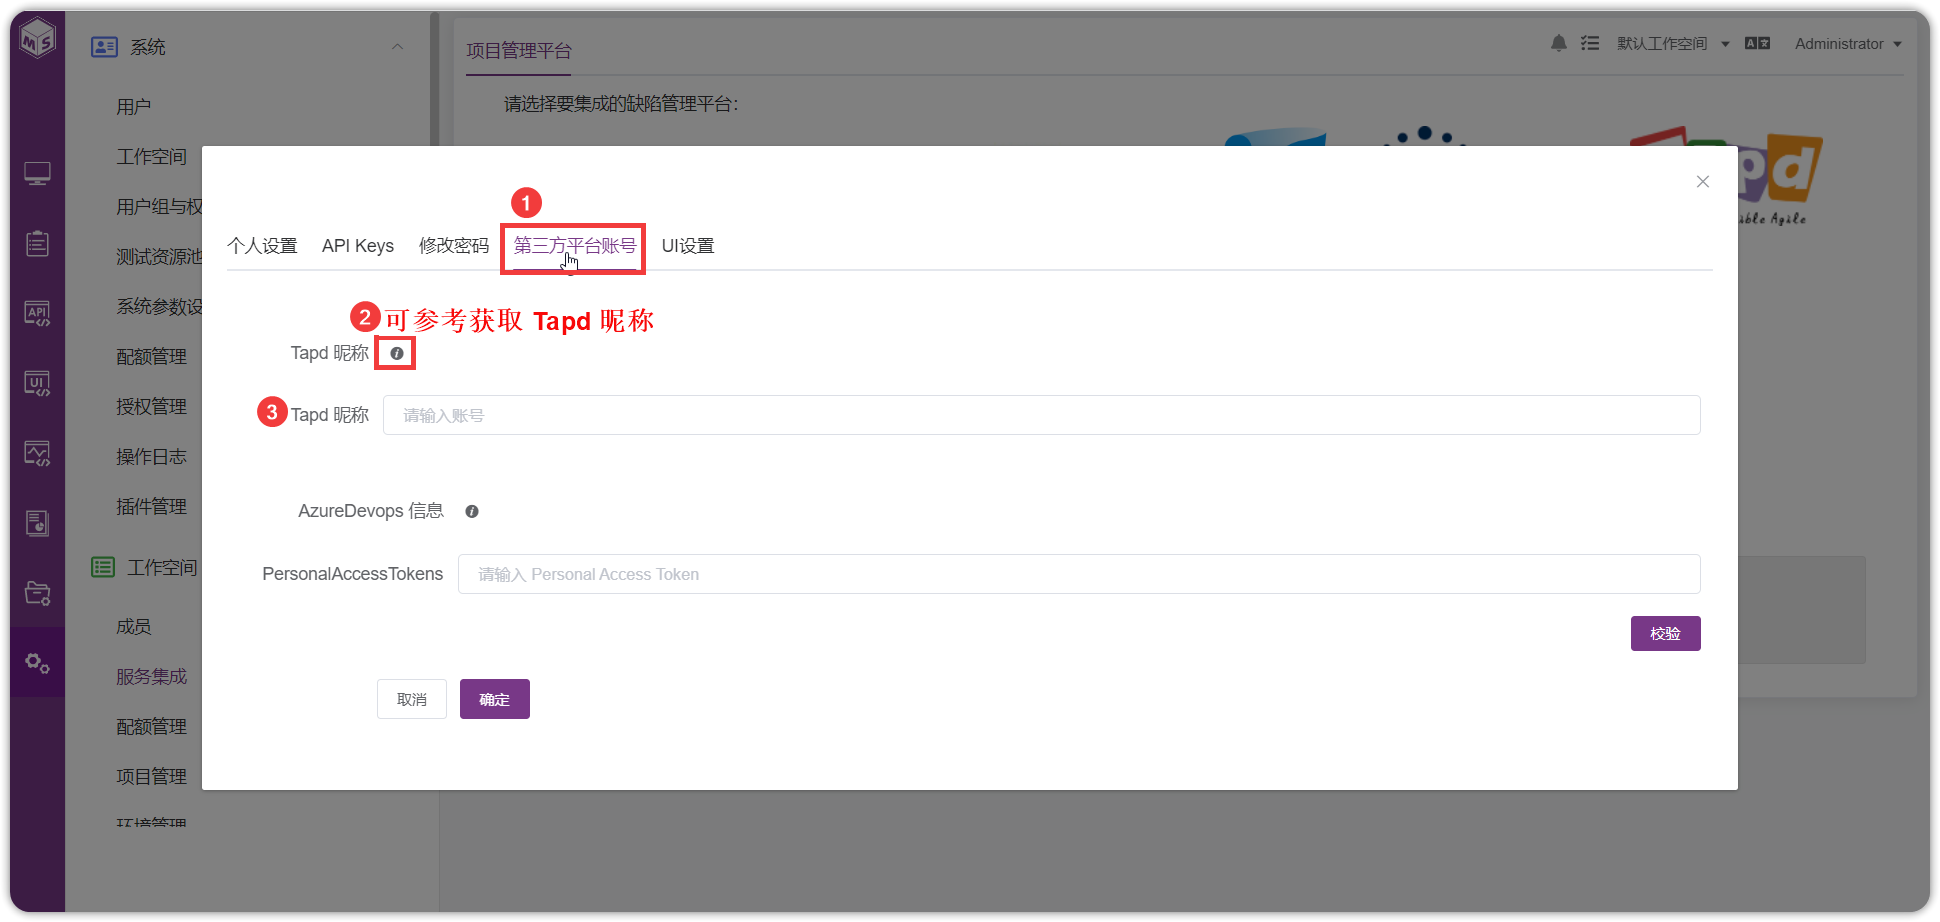 MS
系统
用户
工作空间
用户组与权
测试资源池
系统参数设
配额管理
授权管理
操作日志
插件管理
工作空间
成员
服务集成
配额管理
项目管理
环境管理
API
UI
项目管理平台
默认工作空间
Administrator
请选择要集成的缺陷管理平台:
pd
ible Agile
1
个人设置 API Keys 修改密码 第三方平台账号 UI设置
2 可参考获取 Tapd 昵称
Tapd 昵称
3 Tapd 昵称 请输入账号
AzureDevops 信息
PersonalAccessTokens 请输入 Personal Access Token
校验
取消 确定